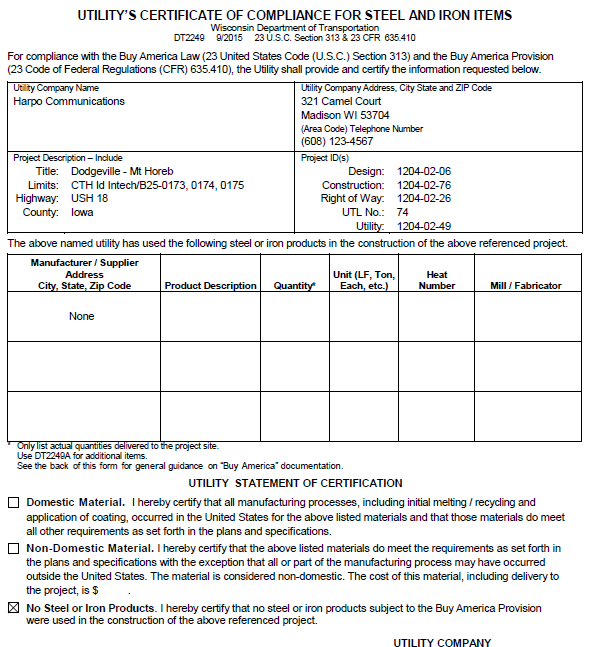 UTILITY'S CERTIFICATE OF COMPLIANCE FOR STEEL AND IRON ITEMS
Wisconsin Department of Transportation
DT2249 9/2015 23 U.S.C. Section 313 & 23 CFR 635.410
For compliance with the Buy America Law (23 United States Code (U.S.C.) Section 313) and the Buy America Provision
(23 Code of Federal Regulations (CFR) 635.410), the Utility shall provide and certify the information requested below.
Utility Company Name
Harpo Communications
Utility Company Address, City State and ZIP Code
321 Camel Court
Madison WI 53704
(Area Code) Telephone Number
(608) 123-4567
Project Description – Include
Title: Dodgeville - Mt Horeb
Limits: CTH Id Intech/B25-0173, 0174, 0175
Highway: USH 18
County: Iowa
Project ID(s)
Design: 1204-02-06
Construction: 1204-02-76
Right of Way: 1204-02-26
UTL No.: 74
Utility: 1204-02-49
The above named utility has used the following steel or iron products in the construction of the above referenced project.
Manufacturer / Supplier
Address
City, State, Zip Code
Product Description
Quantity*
Unit (LF, Ton,
Each, etc.)
Heat
Number
Mill / Fabricator
None
* Only list actual quantities delivered to the project site.
Use DT2249A for additional items.
See the back of this form for general guidance on "Buy America" documentation.
UTILITY STATEMENT OF CERTIFICATION
Domestic Material. I hereby certify that all manufacturing processes, including initial melting / recycling and
application of coating, occurred in the United States for the above listed materials and that those materials do meet
all other requirements as set forth in the plans and specifications.
Non-Domestic Material. I hereby certify that the above listed materials do meet the requirements as set forth in
the plans and specifications with the exception that all or part of the manufacturing process may have occurred
outside the United States. The material is considered non-domestic. The cost of this material, including delivery to
the project, is $ .
No Steel or Iron Products. I hereby certify that no steel or iron products subject to the Buy America Provision
were used in the construction of the above referenced project.
UTILITY COMPANY